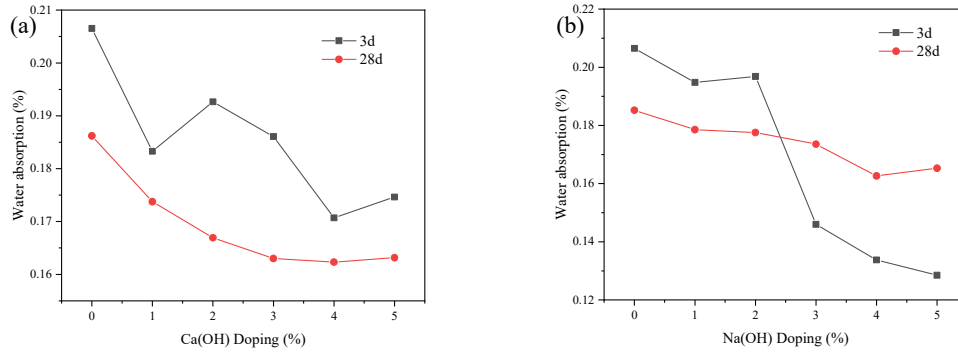 (a)
0.21
0.20
0.19
0.18
0.17
0.16
Water absorption (%)
3d
28d
0 1 2 3 4 5
Ca(OH) Doping (%)
(b)
0.22
0.20
0.18
0.16
0.14
0.12
Water absorption (%)
3d
28d
0 1 2 3 4 5
Na(OH) Doping (%)